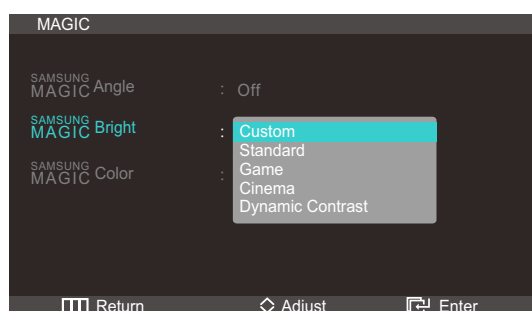 MAGIC
SAMSUNG
MAGIC Angle : Off
SAMSUNG
MAGIC Bright : Custom
Standard
Game
Cinema
Dynamic Contrast
SAMSUNG
MAGIC Color :
Return Adjust Enter